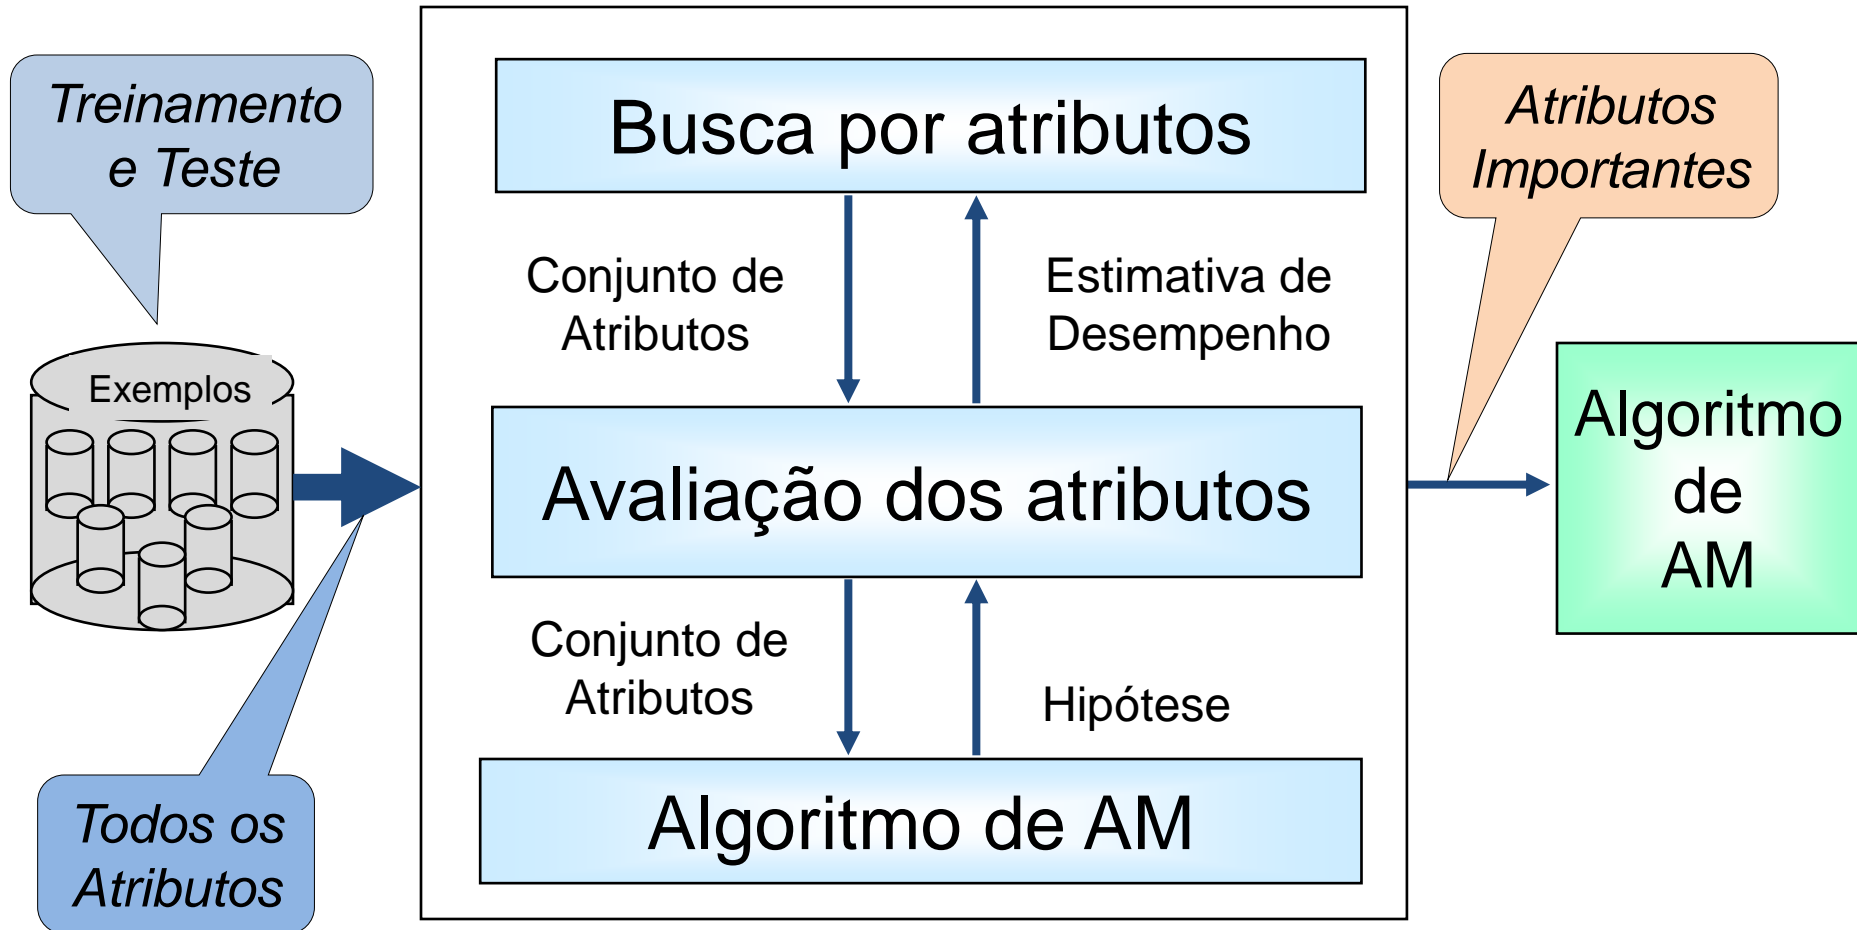 Treinamento
e Teste
Exemplos
Todos os
Atributos
Busca por atributos
Conjunto de
Atributos
Estimativa de
Desempenho
Avaliação dos atributos
Conjunto de
Atributos
Hipótese
Algoritmo de AM
Atributos
Importantes
Algoritmo
de
AM